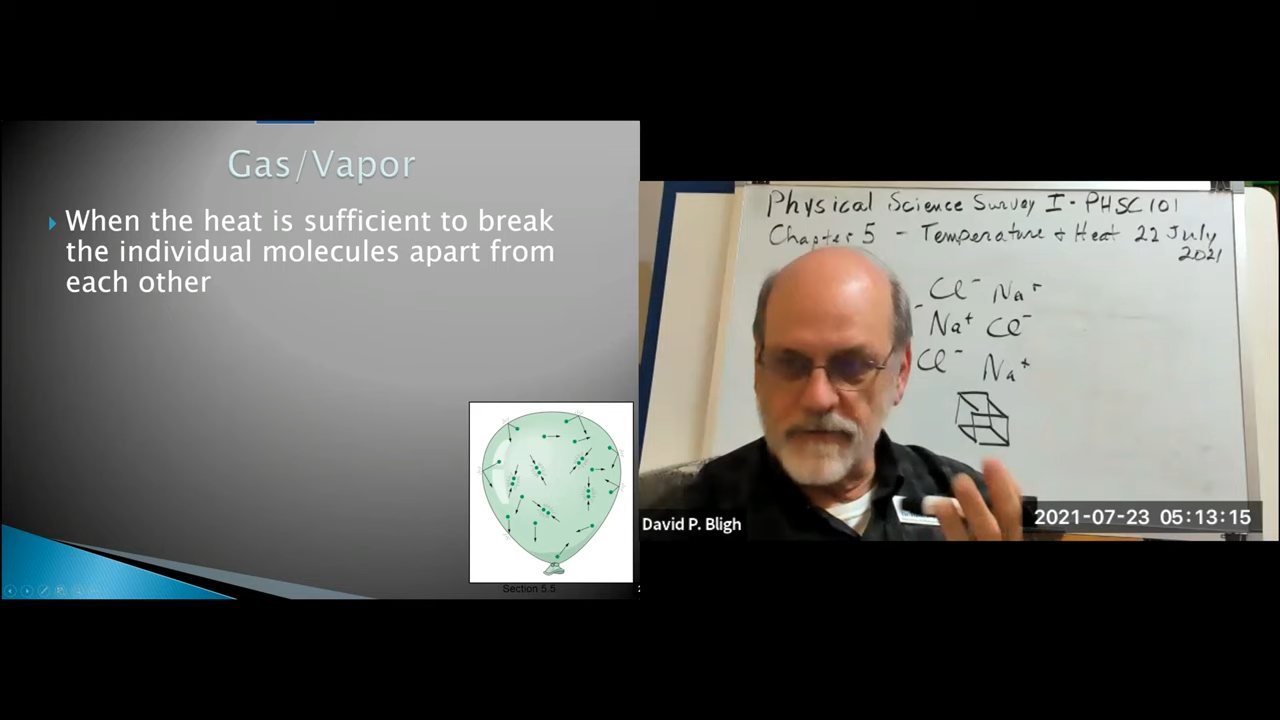 Gas/Vapor
When the heat is sufficient to break
the individual molecules apart from
each other
Section 5.5
Physical Science Survey I - PHSC101
Chapter 5 - Temperature & Heat 22 July
2021
Cl⁻ Na⁺
⁻ Na⁺ Cl⁻
Cl⁻ Na⁺
David P. Bligh
2021-07-23 05:13:15